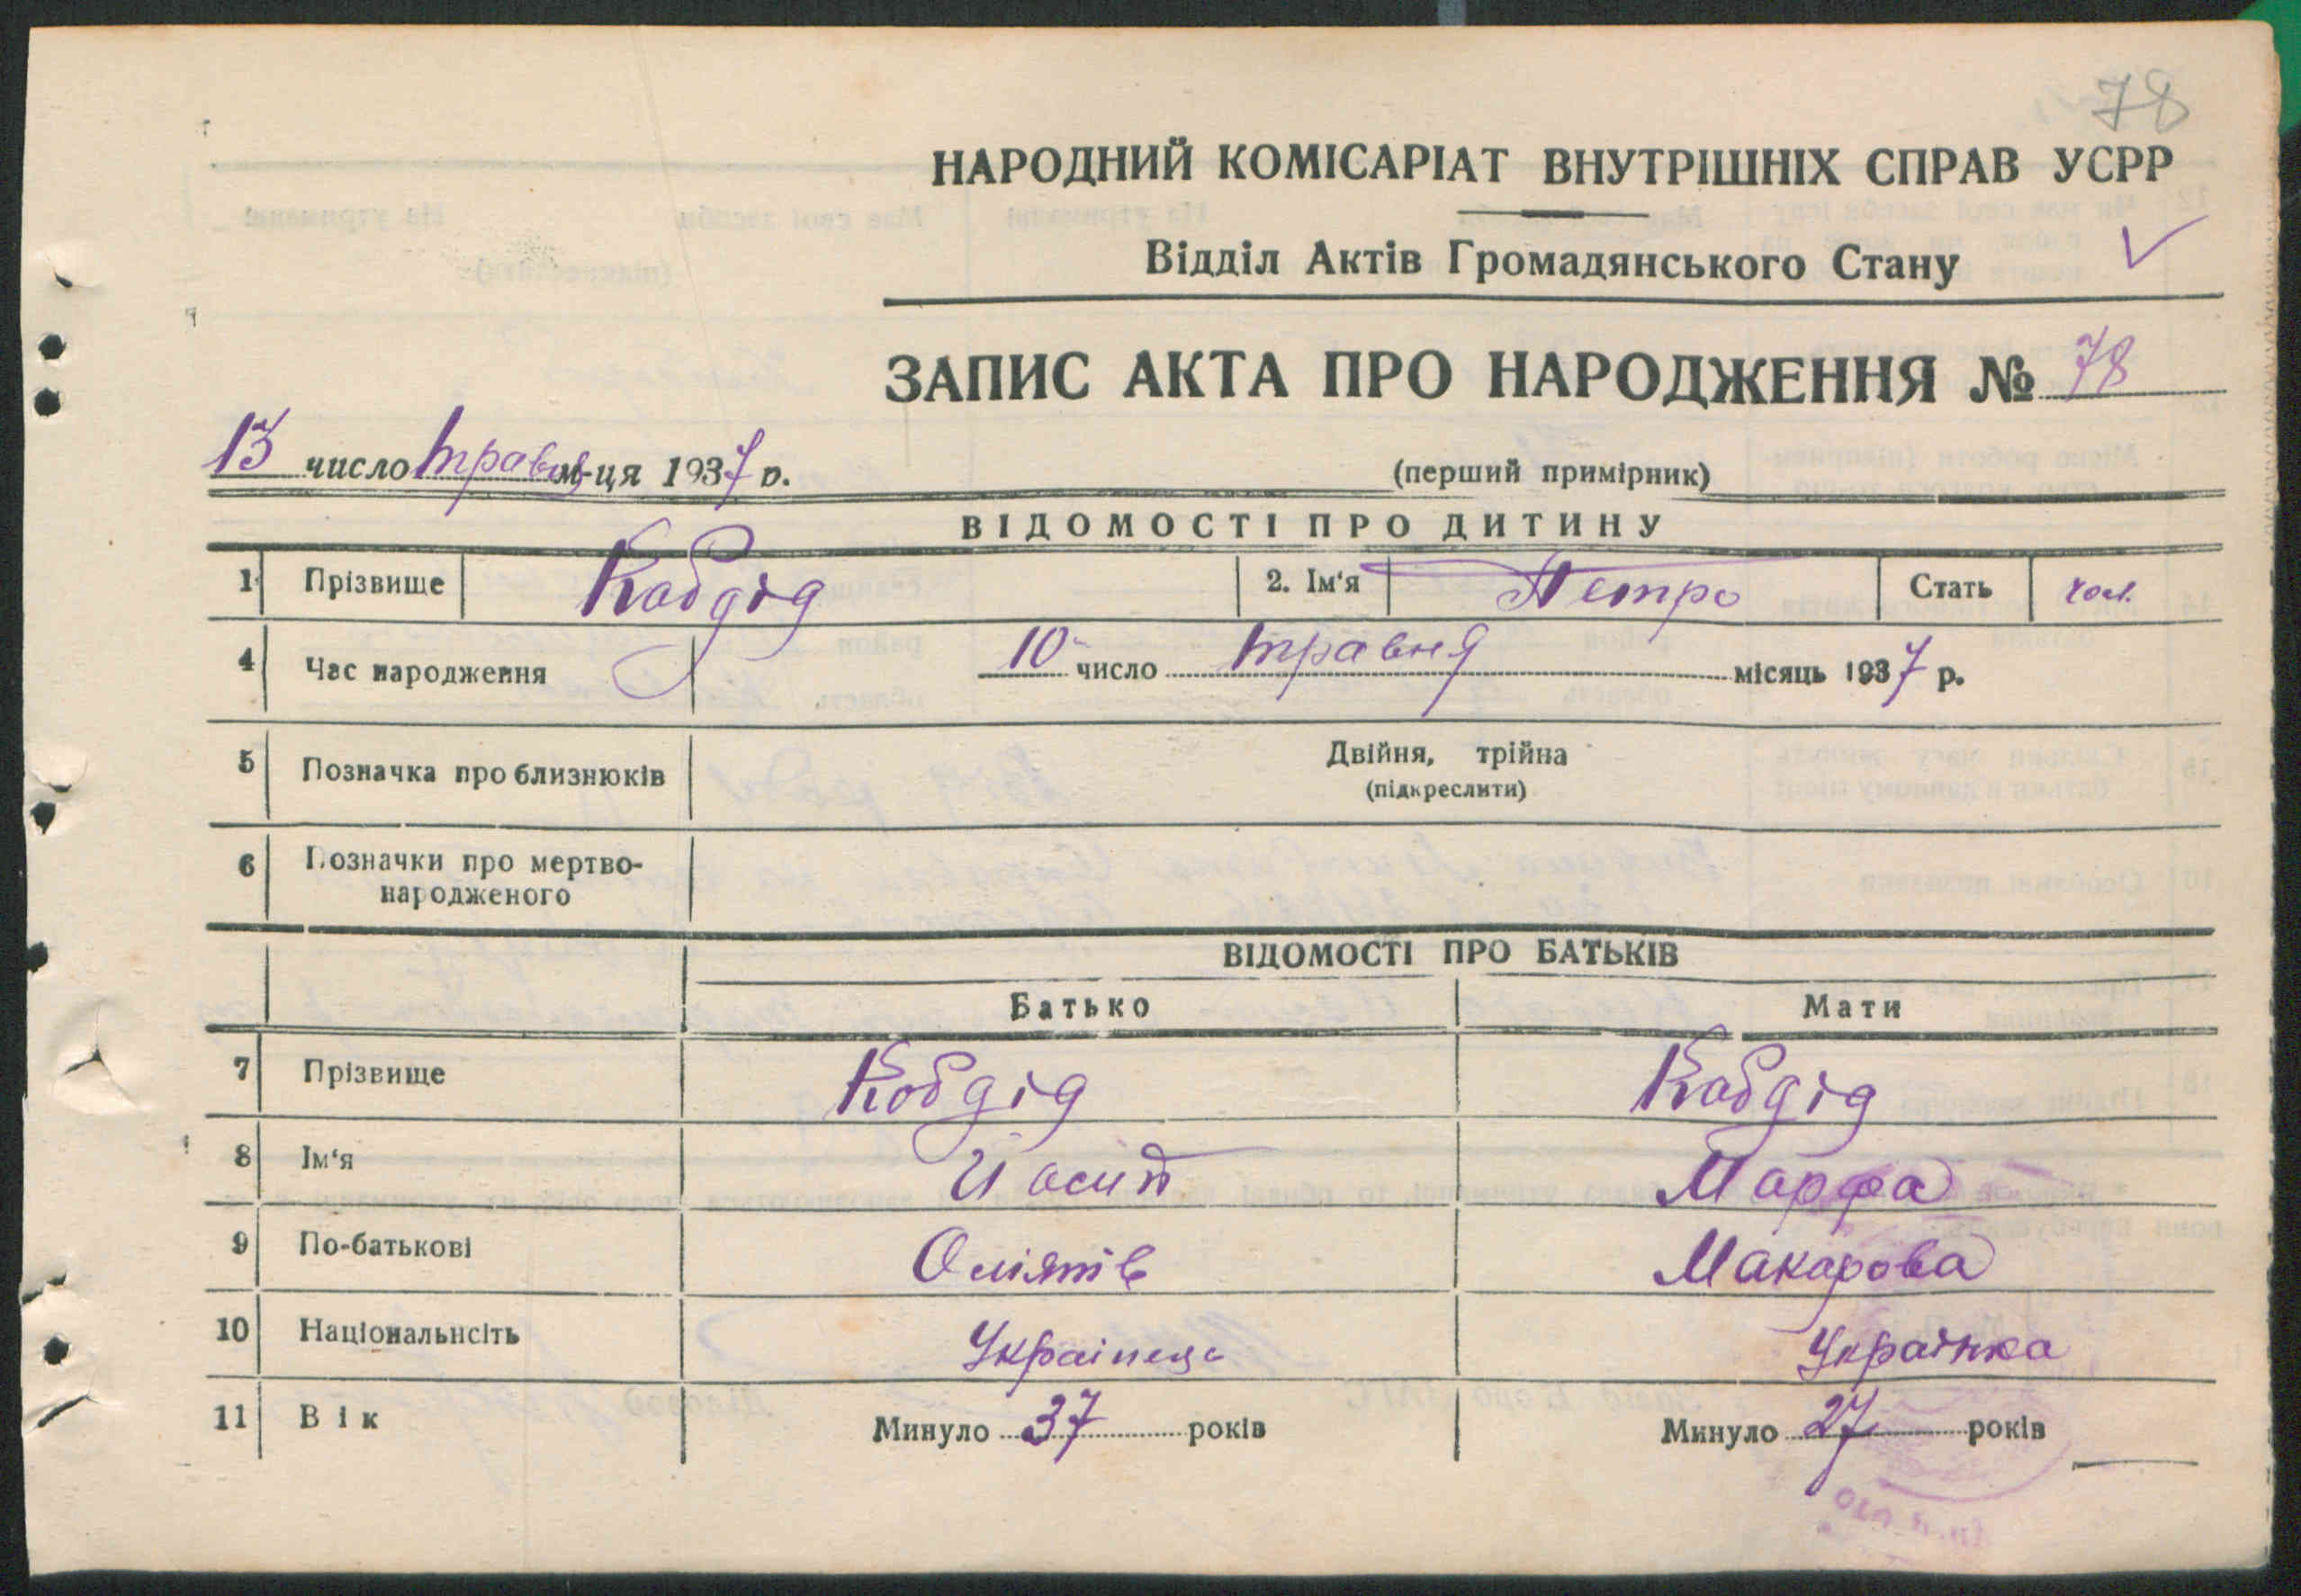 78
НАРОДНИЙ КОМІСАРІАТ ВНУТРІШНІХ СПРАВ УСРР
Відділ Актів Громадянського Стану
ЗАПИС АКТА ПРО НАРОДЖЕННЯ № 78
13 число травня м-ця 1937 р.
(перший примірник)
ВІДОМОСТІ ПРО ДИТИНУ
1 Прізвище Кобдід 2. Ім'я Петро Стать чол.
4 Час народження 10 число травня місяць 1937 р.
5 Позначка про близнюків Двійня, трійна
(підкреслити)
6 Позначки про мертво-
народженого
ВІДОМОСТІ ПРО БАТЬКІВ
Батько Мати
7 Прізвище Кобдід Кобдід
8 Ім'я Йосип Марфа
9 По-батькові Макарова
10 Національнсіть Українець Українка
11 Вік Минуло 37 років Минуло 27 років